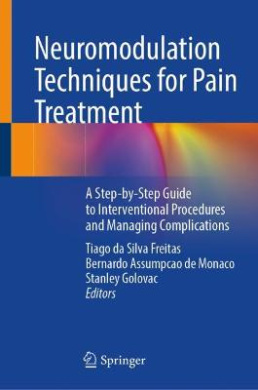 Neuromodulation
Techniques for Pain
Treatment
A Step-by-Step Guide
to Interventional Procedures
and Managing Complications
Tiago da Silva Freitas
Bernardo Assumpcao de Monaco
Stanley Golovac
Editors
Springer